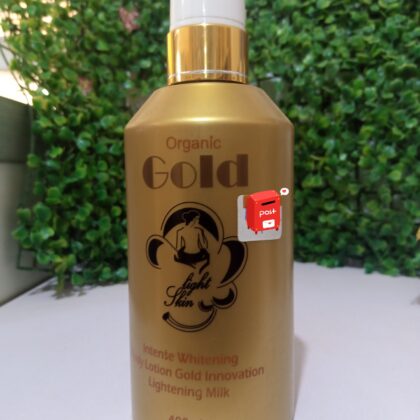 Organic
Gold
post
light
Skin
Intense Whitening
Lotion Gold Innovation
Lightening Milk